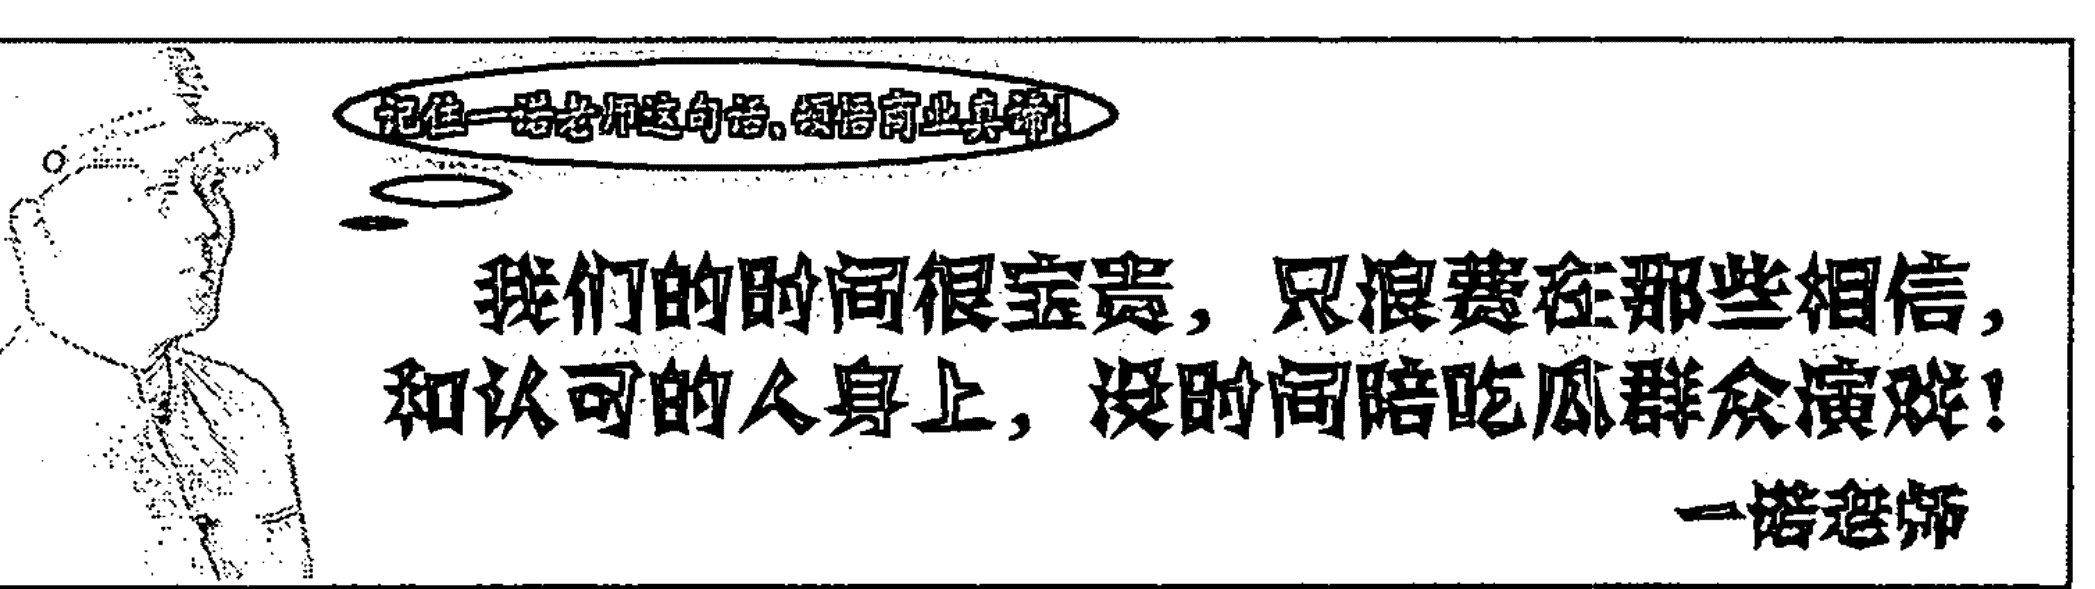 记住一诺老师这句话、领悟商业真谛!
我们的时间很宝贵，只浪费在那些相信，
和认可的人身上，没时间陪吃瓜群众演戏！
一诺老师